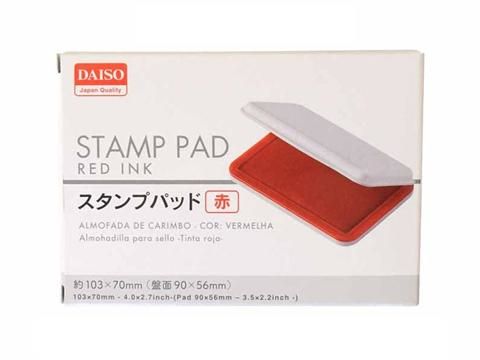 DAISO
Japan Quality
STAMP PAD
RED INK
スタンプパッド 赤
ALMOFADA DE CARIMBO - COR: VERMELHA
Almohadilla para sello -Tinta roja-
約103×70mm（盤面90×56mm）
103×70mm - 4.0×2.7inch-(Pad 90×56mm – 3.5×2.2inch -)